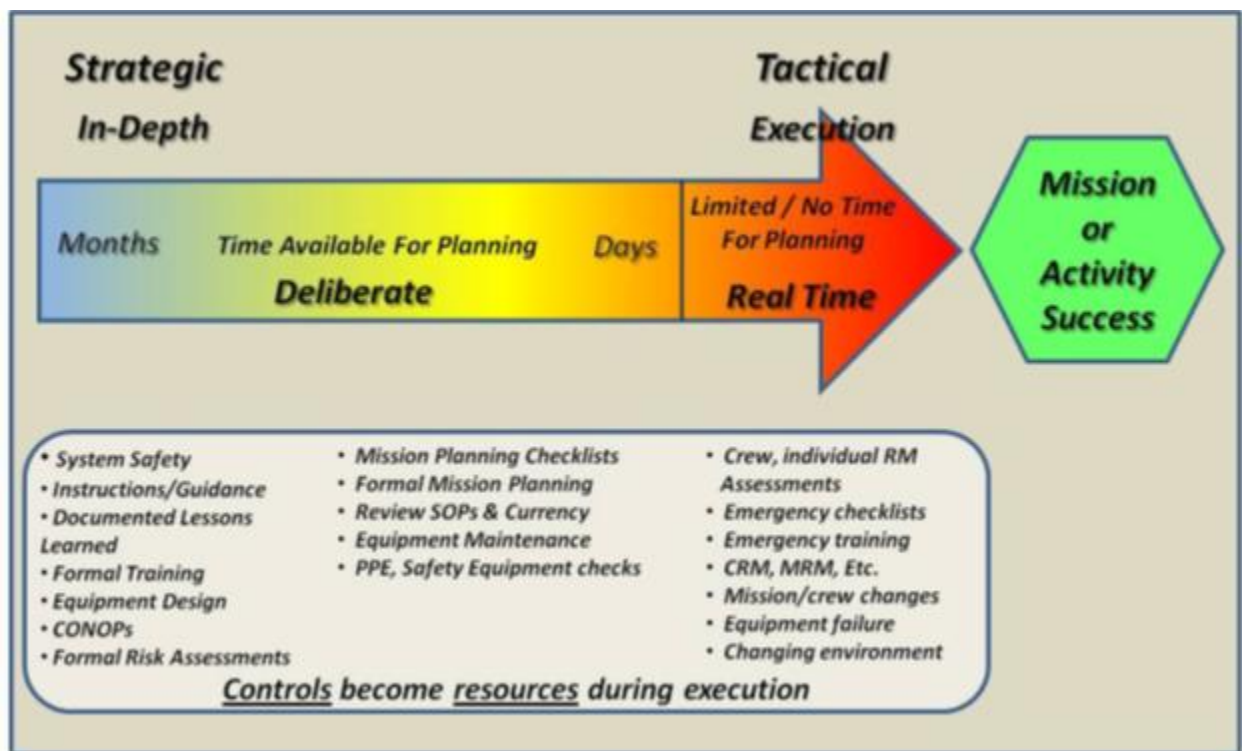 Strategic
In-Depth
Tactical
Execution
Months
Time Available For Planning
Days
Deliberate
Limited / No Time
For Planning
Real Time
Mission
or
Activity
Success
• System Safety
• Instructions/Guidance
• Documented Lessons
Learned
• Formal Training
• Equipment Design
• CONOPs
• Formal Risk Assessments
• Mission Planning Checklists
• Formal Mission Planning
• Review SOPs & Currency
• Equipment Maintenance
• PPE, Safety Equipment checks
• Crew, individual RM
Assessments
• Emergency checklists
• Emergency training
• CRM, MRM, Etc.
• Mission/crew changes
• Equipment failure
• Changing environment
Controls become resources during execution